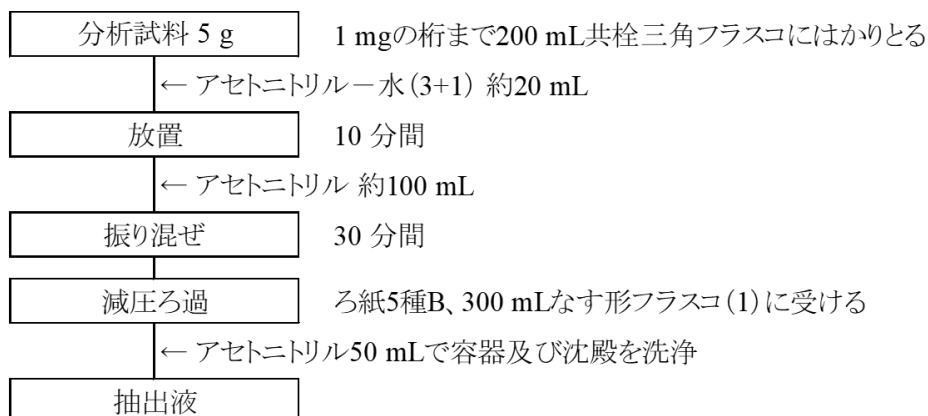 分析試料 5 g 1 mgの桁まで200 mL共栓三角フラスコにはかりとる
← アセトニトリル－水（3+1） 約20 mL
放置 10 分間
← アセトニトリル 約100 mL
振り混ぜ 30 分間
減圧ろ過 ろ紙5種B、300 mLなす形フラスコ（1）に受ける
← アセトニトリル50 mLで容器及び沈殿を洗浄
抽出液